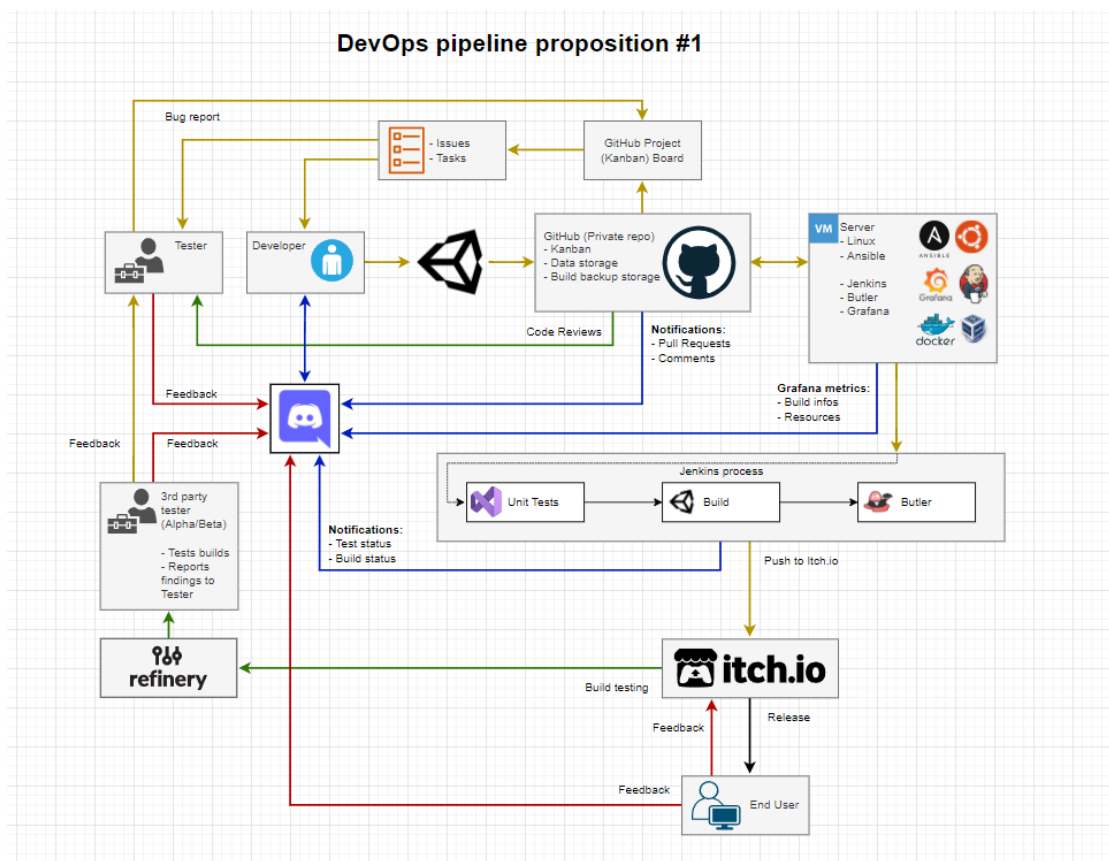 DevOps pipeline proposition #1
Bug report
- Issues
- Tasks
GitHub Project
(Kanban) Board
Tester
Developer
GitHub (Private repo)
- Kanban
- Data storage
- Build backup storage
VM
Server
- Linux
- Ansible
- Jenkins
- Butler
- Grafana
ANSIBLE
Grafana
docker
Code Reviews
Notifications:
- Pull Requests
- Comments
Feedback
Grafana metrics:
- Build infos
- Resources
Feedback
Feedback
Jenkins process
Unit Tests
Build
Butler
3rd party
tester
(Alpha/Beta)
- Tests builds
- Reports
findings to
Tester
Notifications:
- Test status
- Build status
Push to Itch.io
refinery
itch.io
Build testing
Release
Feedback
Feedback
End User